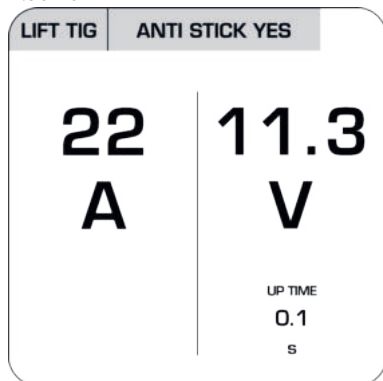 LIFT TIG ANTI STICK YES
22
A
11.3
V
UP TIME
0.1
s